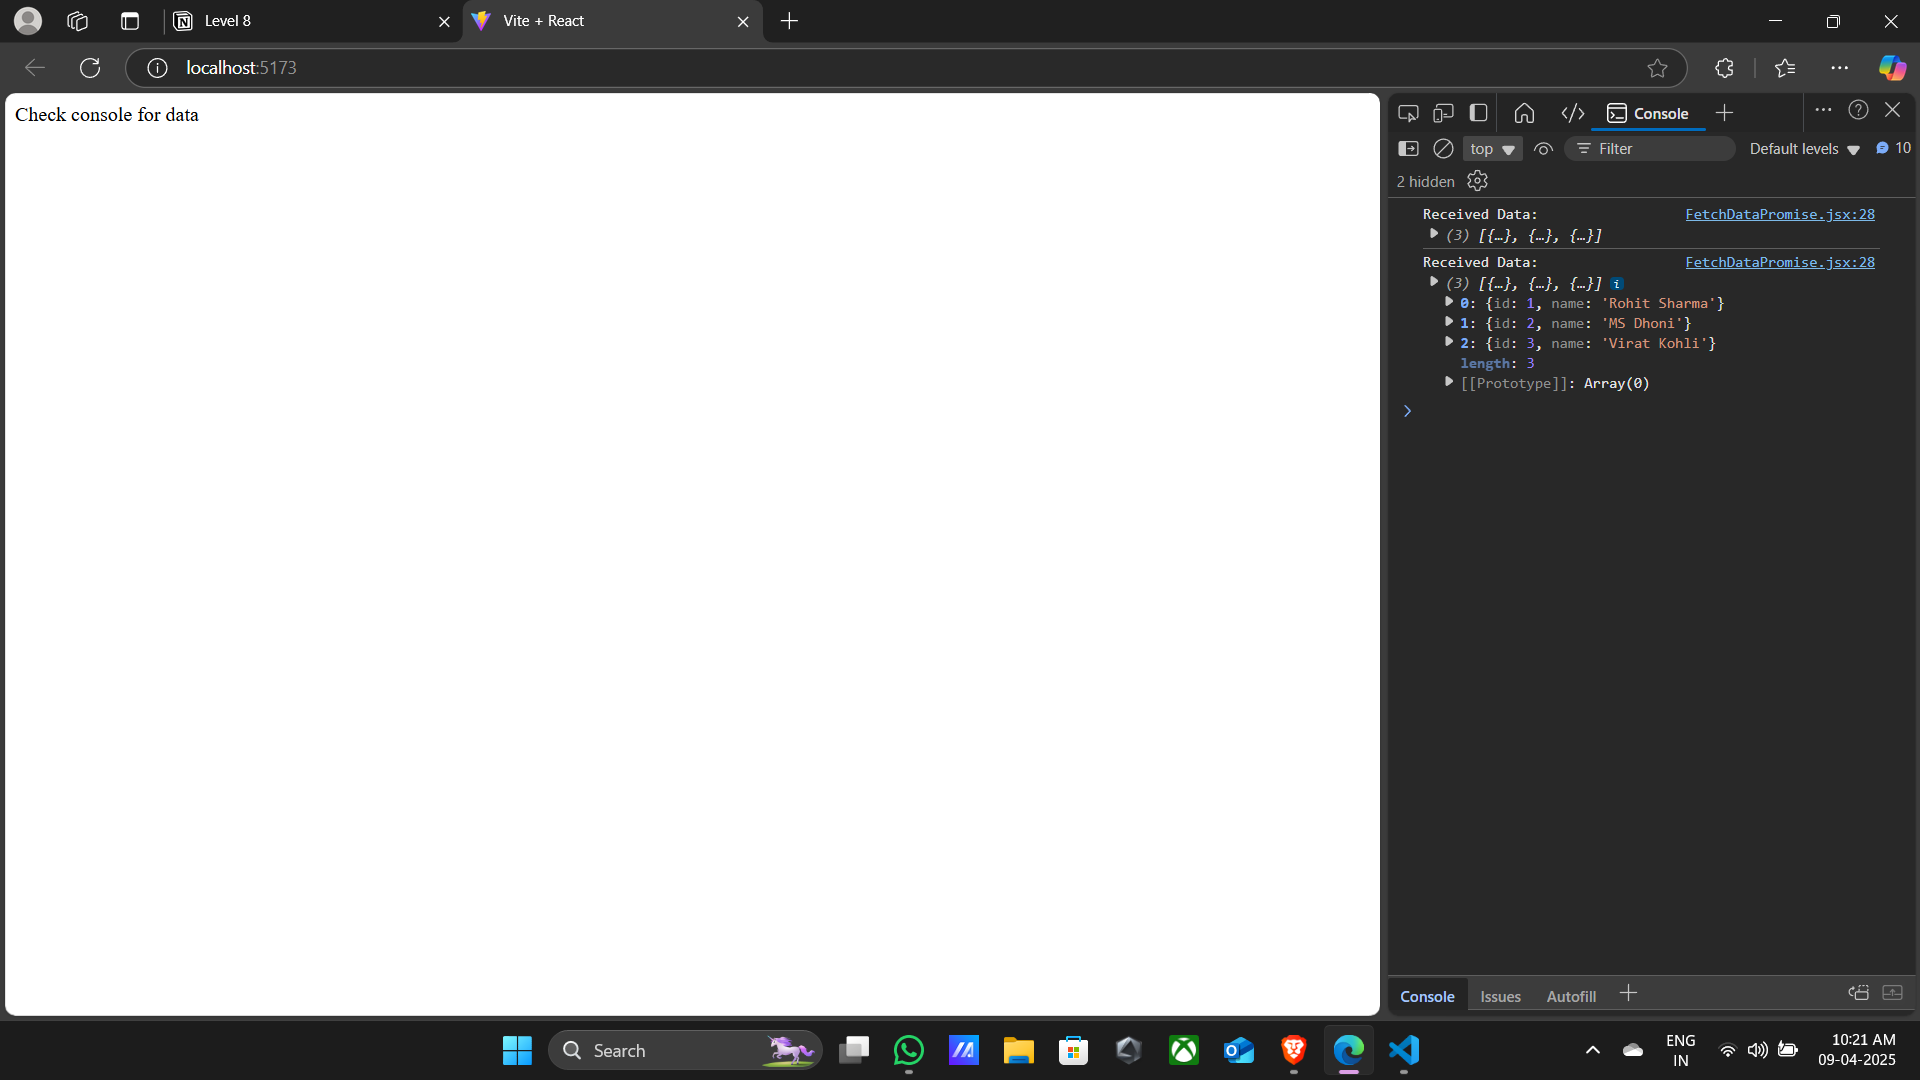 Level 8
Vite + React
localhost:5173
Check console for data
Console
top
Filter
Default levels
10
2 hidden
Received Data: FetchDataPromise.jsx:28
(3) [{…}, {…}, {…}]
Received Data: FetchDataPromise.jsx:28
(3) [{…}, {…}, {…}] i
0: {id: 1, name: 'Rohit Sharma'}
1: {id: 2, name: 'MS Dhoni'}
2: {id: 3, name: 'Virat Kohli'}
length: 3
[[Prototype]]: Array(0)
Console Issues Autofill
Search
ENG
IN
10:21 AM
09-04-2025